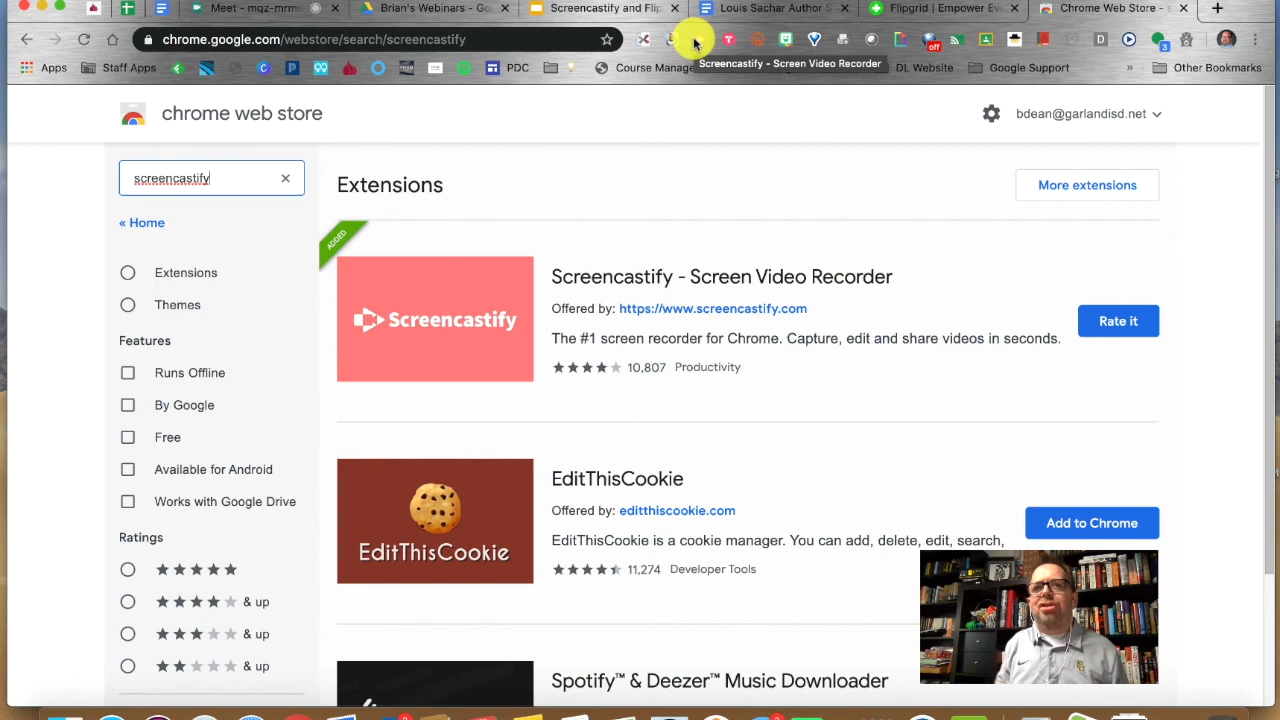 Meet - mqz-mrm
Brian's Webinars - Go
Screencastify and Flip
Louis Sachar Author S
Flipgrid | Empower Eve
Chrome Web Store - s
chrome.google.com/webstore/search/screencastify
off
D
3
Screencastify - Screen Video Recorder
Apps
Staff Apps
PDC
Course Manage
DL Website
Google Support
»
Other Bookmarks
chrome web store
bdean@garlandisd.net
screencastify
« Home
Extensions
Themes
Features
Runs Offline
By Google
Free
Available for Android
Works with Google Drive
Ratings
& up
& up
& up
Extensions
More extensions
ADDED
Screencastify
Screencastify - Screen Video Recorder
Offered by: https://www.screencastify.com
The #1 screen recorder for Chrome. Capture, edit and share videos in seconds.
10,807 Productivity
Rate it
EditThisCookie
EditThisCookie
Offered by: editthiscookie.com
EditThisCookie is a cookie manager. You can add, delete, edit, search,
11,274 Developer Tools
Add to Chrome
Spotify™ & Deezer™ Music Downloader